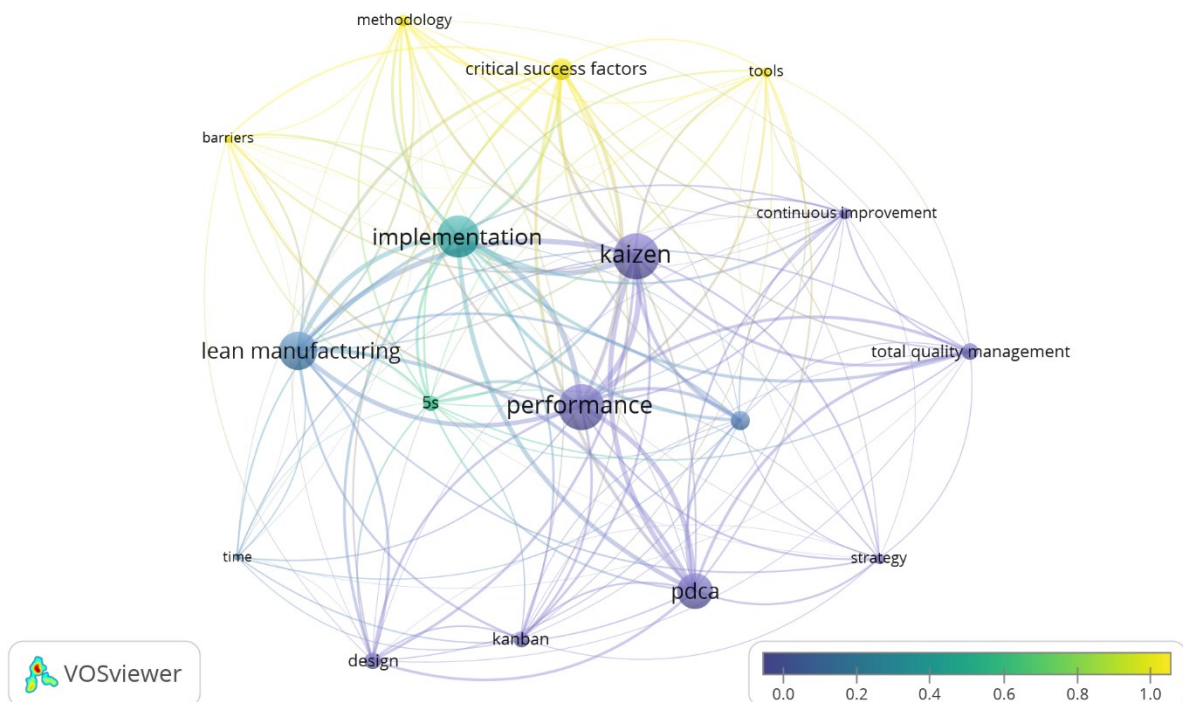 methodology
critical success factors
tools
barriers
continuous improvement
implementation
kaizen
lean manufacturing
total quality management
5s
performance
time
strategy
pdca
kanban
design
VOSviewer
0.0 0.2 0.4 0.6 0.8 1.0